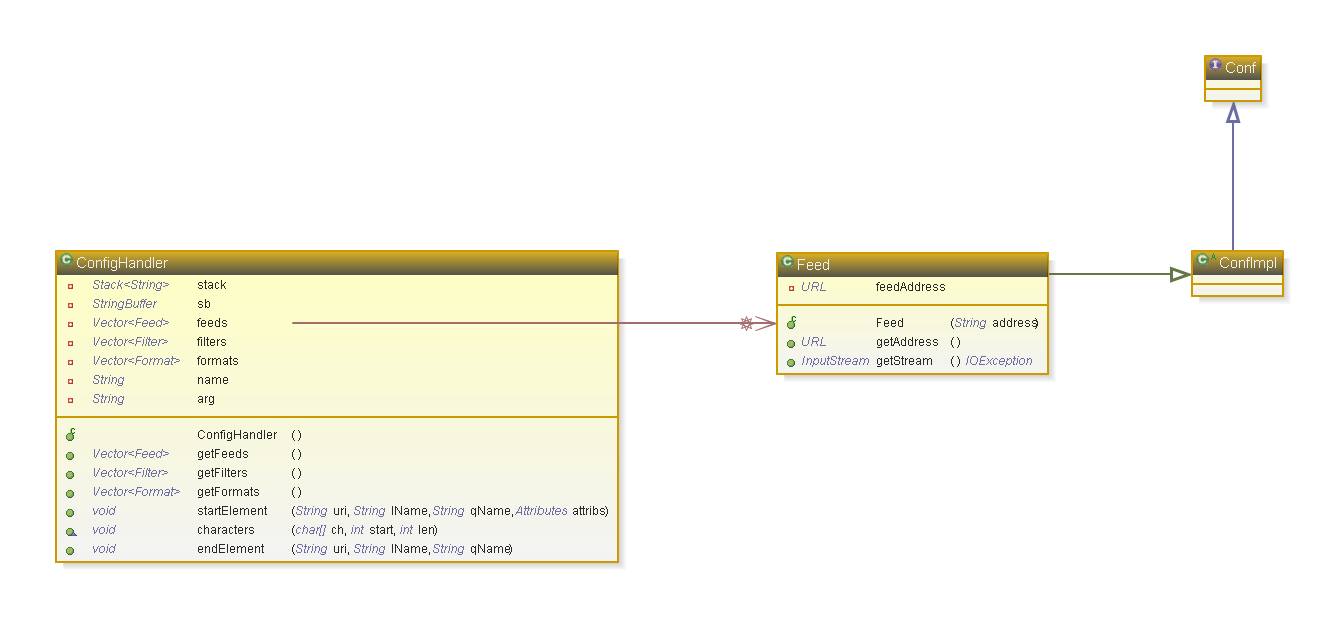 I Conf
C ConfigHandler
Stack<String> stack
StringBuffer sb
Vector<Feed> feeds
Vector<Filter> filters
Vector<Format> formats
String name
String arg
c ConfigHandler ()
Vector<Feed> getFeeds ()
Vector<Filter> getFilters ()
Vector<Format> getFormats ()
void startElement (String uri, String lName, String qName, Attributes attribs)
void characters (char[] ch, int start, int len)
void endElement (String uri, String lName, String qName)
C Feed
URL feedAddress
c Feed (String address)
URL getAddress ()
InputStream getStream () IOException
C A ConfImpl